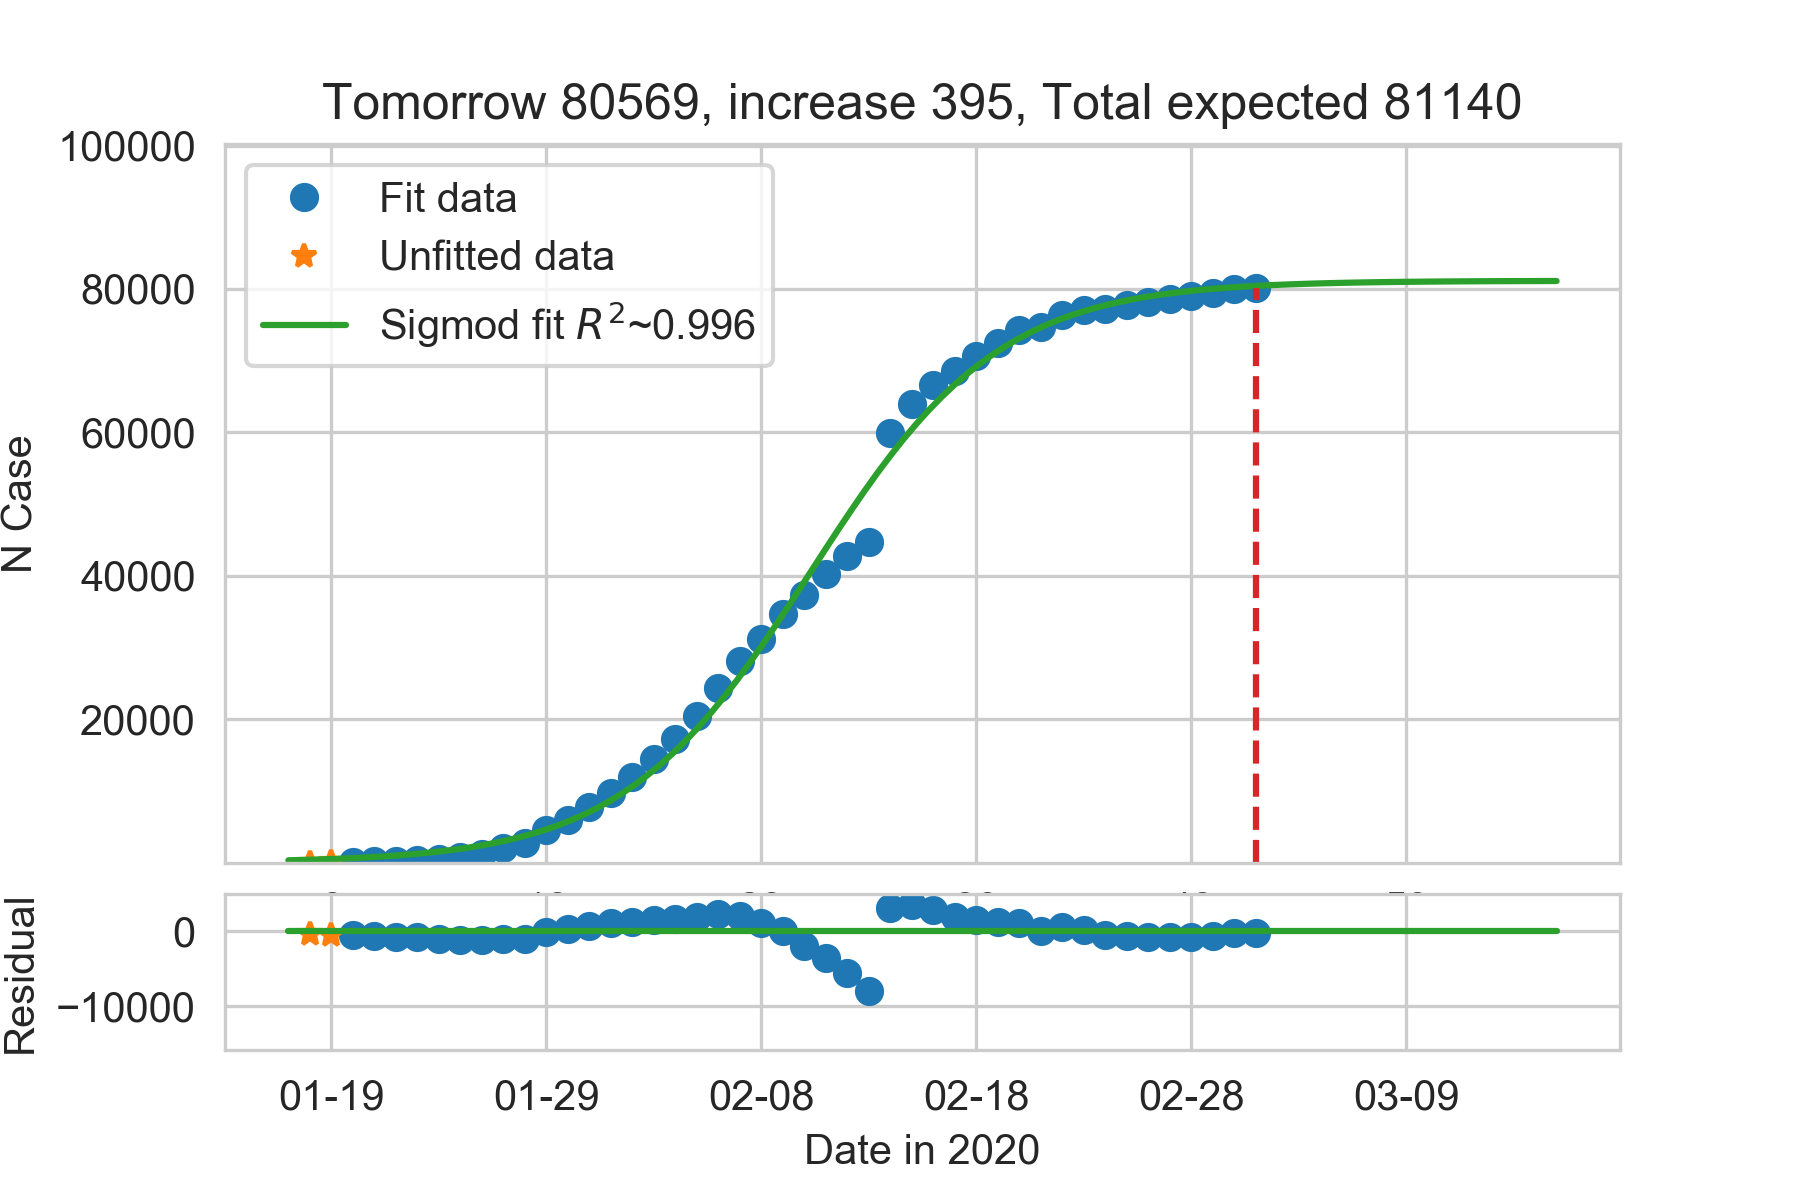 Tomorrow 80569, increase 395, Total expected 81140
100000
80000
60000
40000
20000
N Case
Fit data
Unfitted data
Sigmod fit R²~0.996
0
−10000
Residual
01-19
01-29
02-08
02-18
02-28
03-09
Date in 2020